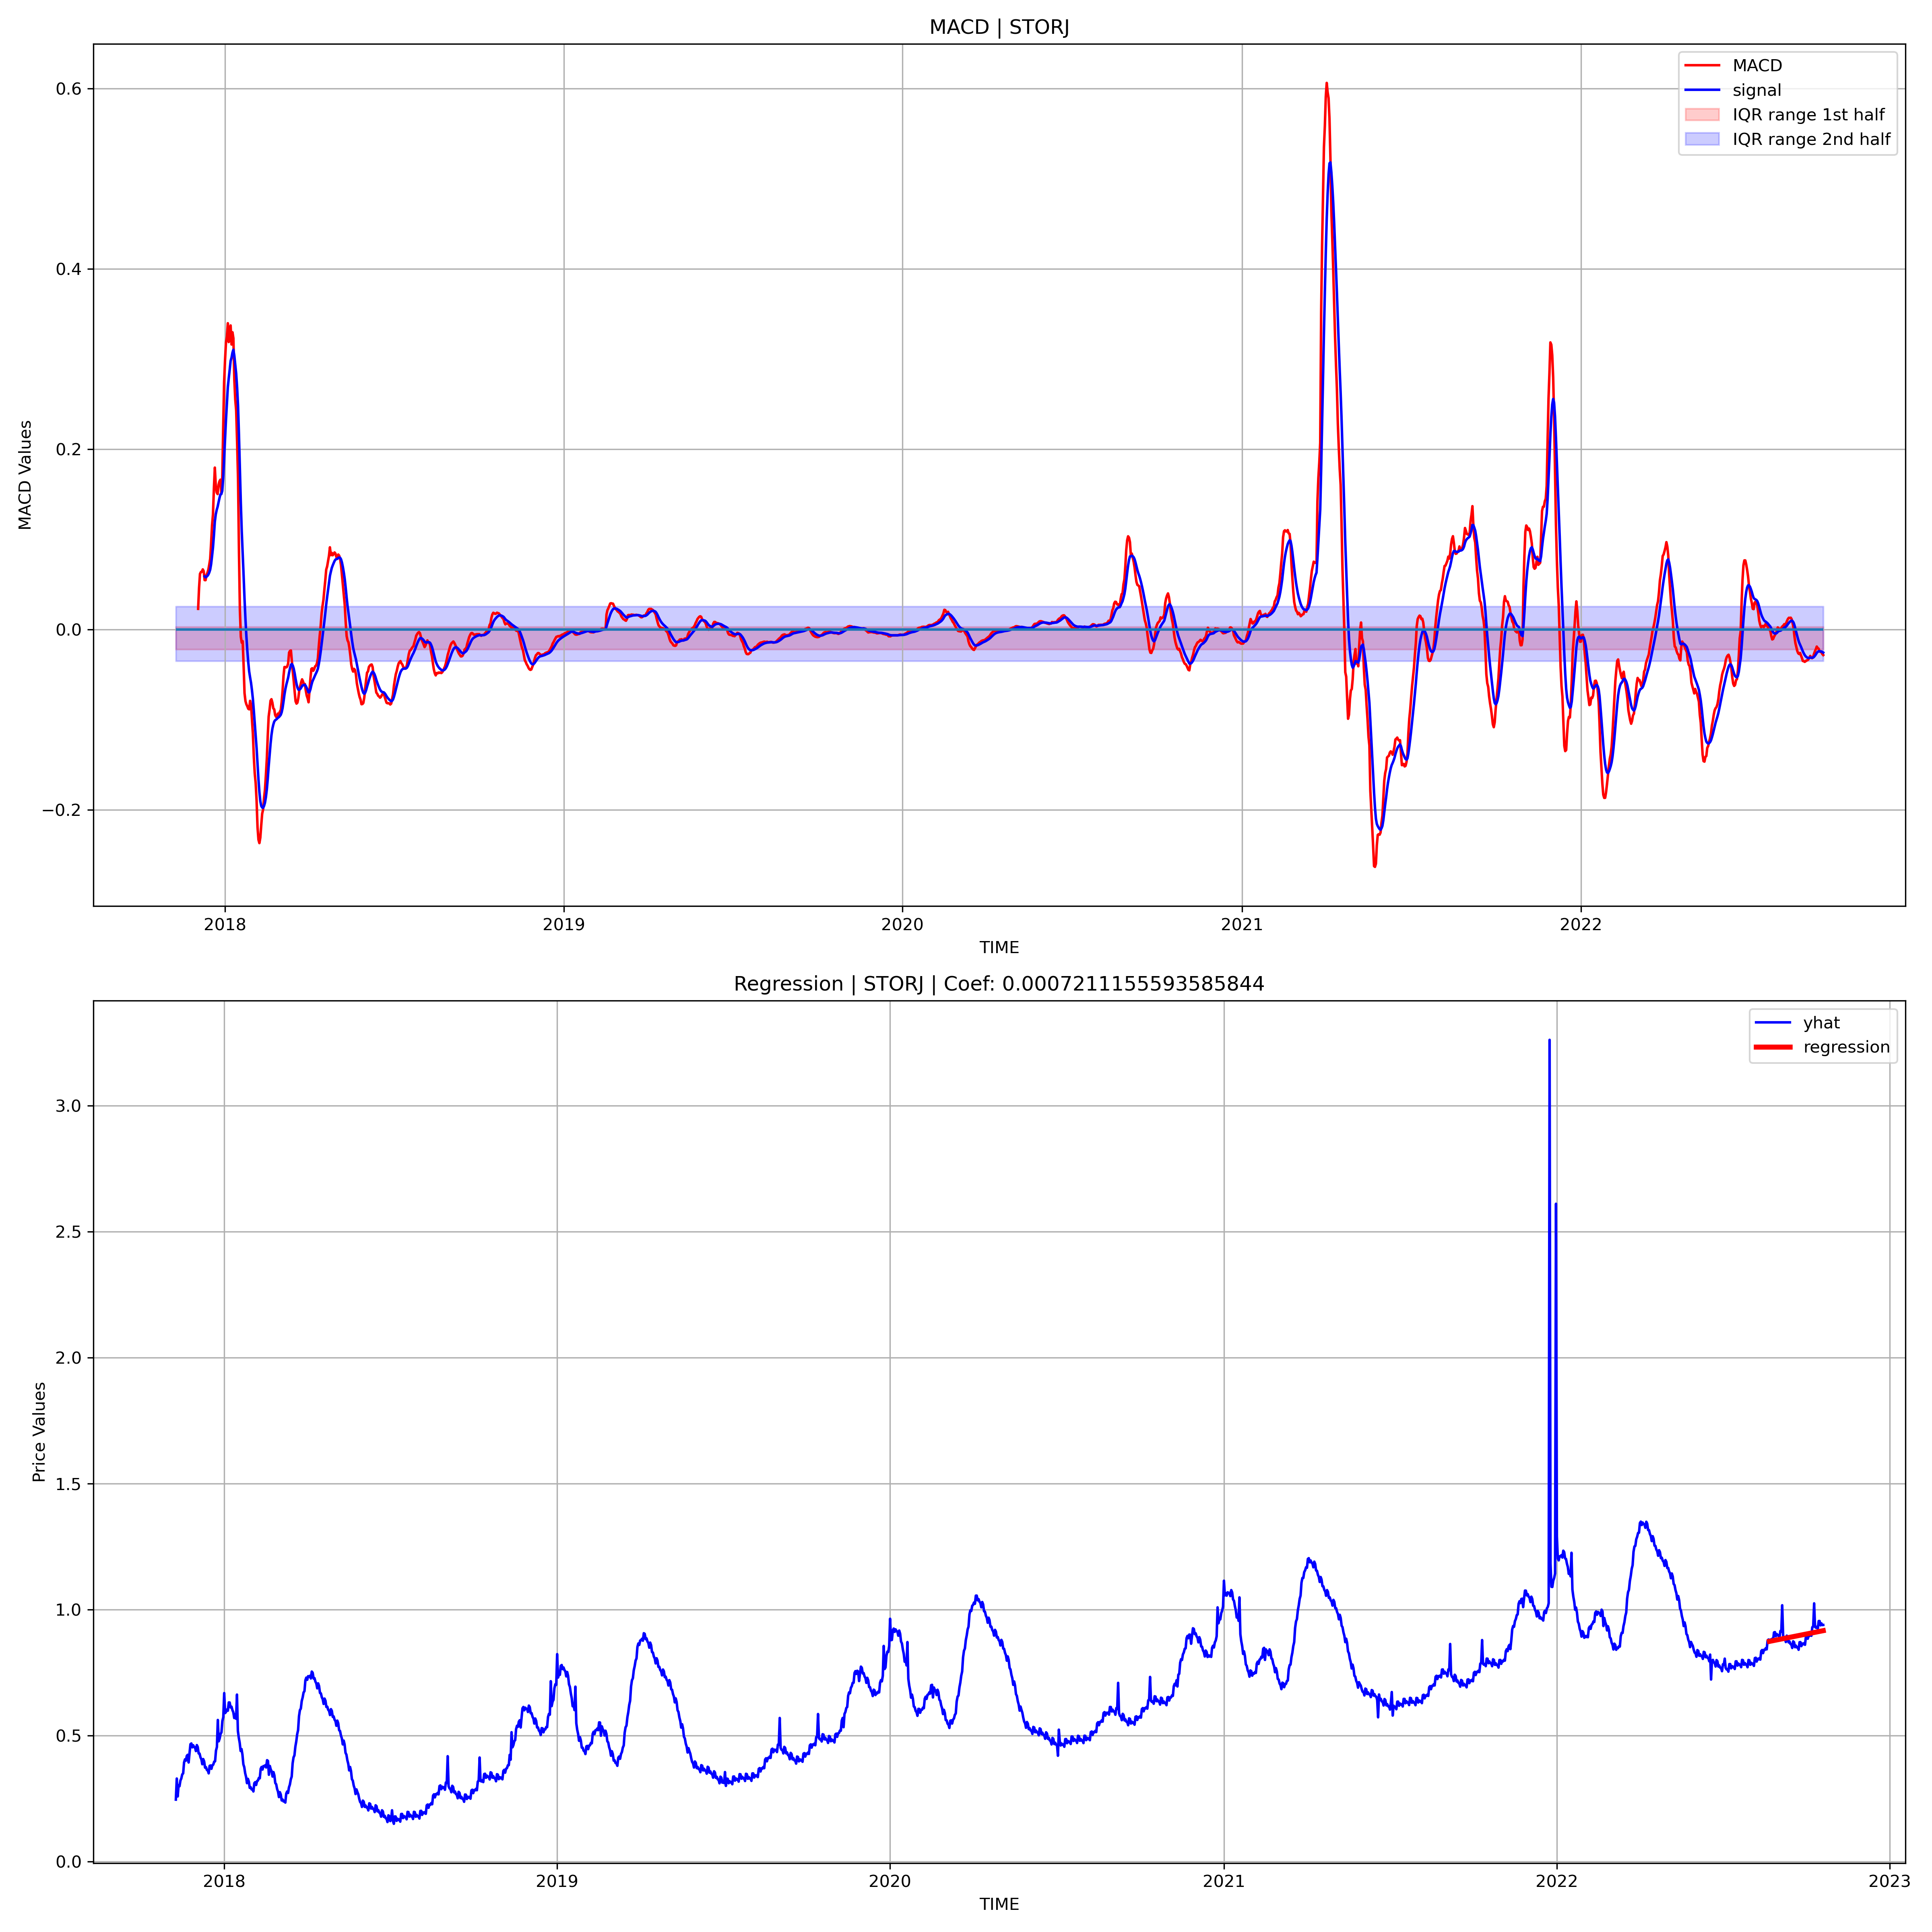 MACD | STORJ
MACD
signal
IQR range 1st half
IQR range 2nd half
MACD Values
0.6
0.4
0.2
0.0
−0.2
2018 2019 2020 2021 2022
TIME
Regression | STORJ | Coef: 0.0007211155593585844
yhat
regression
Price Values
3.0
2.5
2.0
1.5
1.0
0.5
0.0
2018 2019 2020 2021 2022 2023
TIME